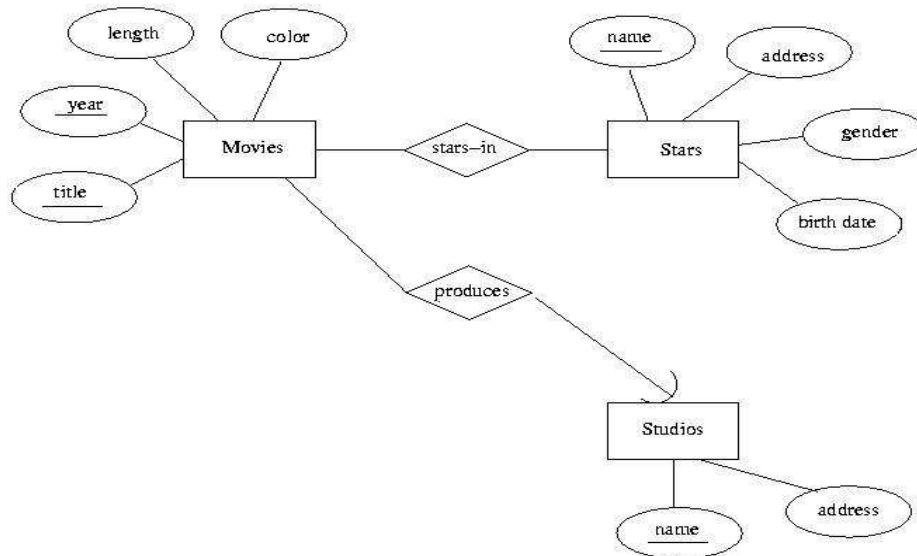 length
color
name
address
year
gender
Movies
stars-in
Stars
title
birth date
produces
Studios
address
name